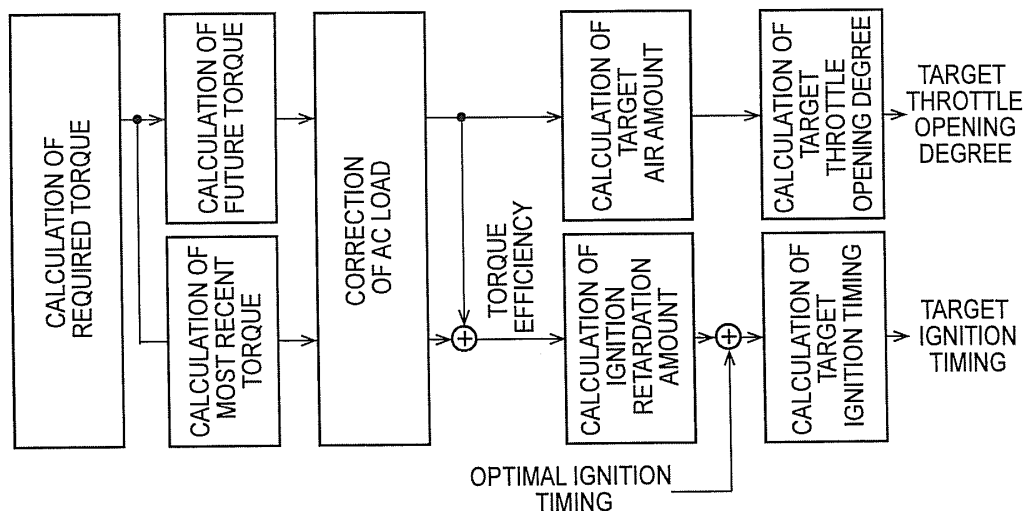 CALCULATION OF
REQUIRED TORQUE
CALCULATION OF
FUTURE TORQUE
CALCULATION OF
MOST RECENT
TORQUE
CORRECTION
OF AC LOAD
TORQUE
EFFICIENCY
CALCULATION OF
TARGET
AIR AMOUNT
CALCULATION OF
IGNITION
RETARDATION
AMOUNT
OPTIMAL IGNITION
TIMING
CALCULATION OF
TARGET
THROTTLE
OPENING DEGREE
CALCULATION OF
TARGET
IGNITION TIMING
TARGET
THROTTLE
OPENING
DEGREE
TARGET
IGNITION
TIMING